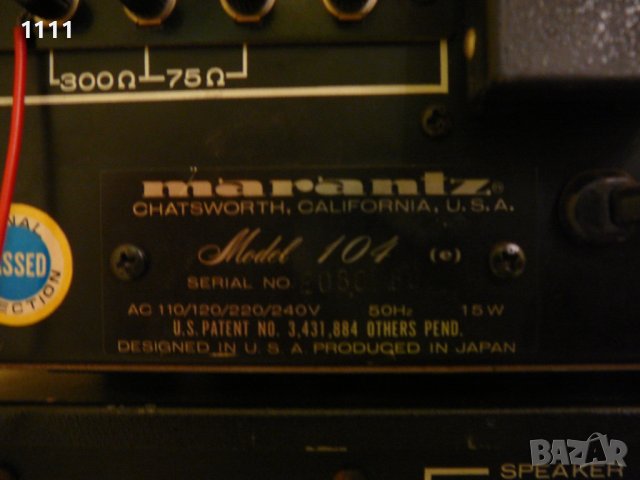 1111
300Ω 75Ω
marantz®
CHATSWORTH, CALIFORNIA, U.S.A.
Model 104 (e)
SERIAL NO
SSED
AC 110/120/220/240V 50Hz 15W
U.S. PATENT NO. 3,431,884 OTHERS PEND.
DESIGNED IN U.S.A PRODUCED IN JAPAN
SPEAKER
BAZAR.bg